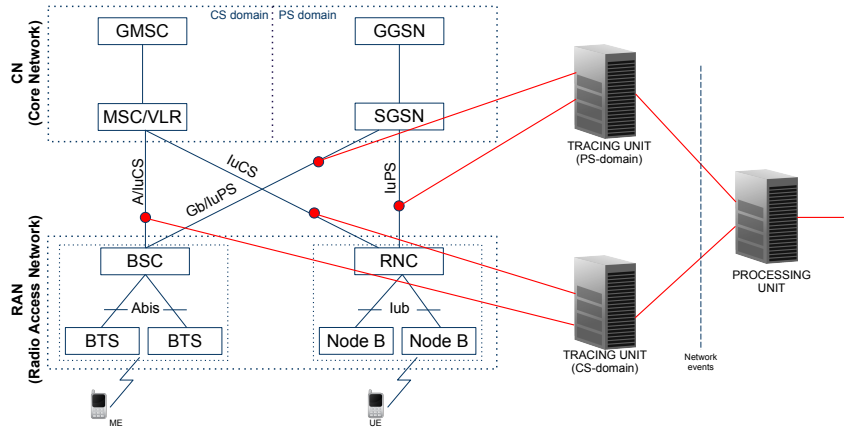 CS domain
PS domain
GMSC
GGSN
CN
(Core Network)
MSC/VLR
SGSN
TRACING UNIT
(PS-domain)
A/IuCS
IuCS
Gb/IuPS
IuPS
RAN
(Radio Access Network)
BSC
RNC
PROCESSING
UNIT
Abis
Iub
BTS
BTS
Node B
Node B
TRACING UNIT
(CS-domain)
Network
events
ME
UE